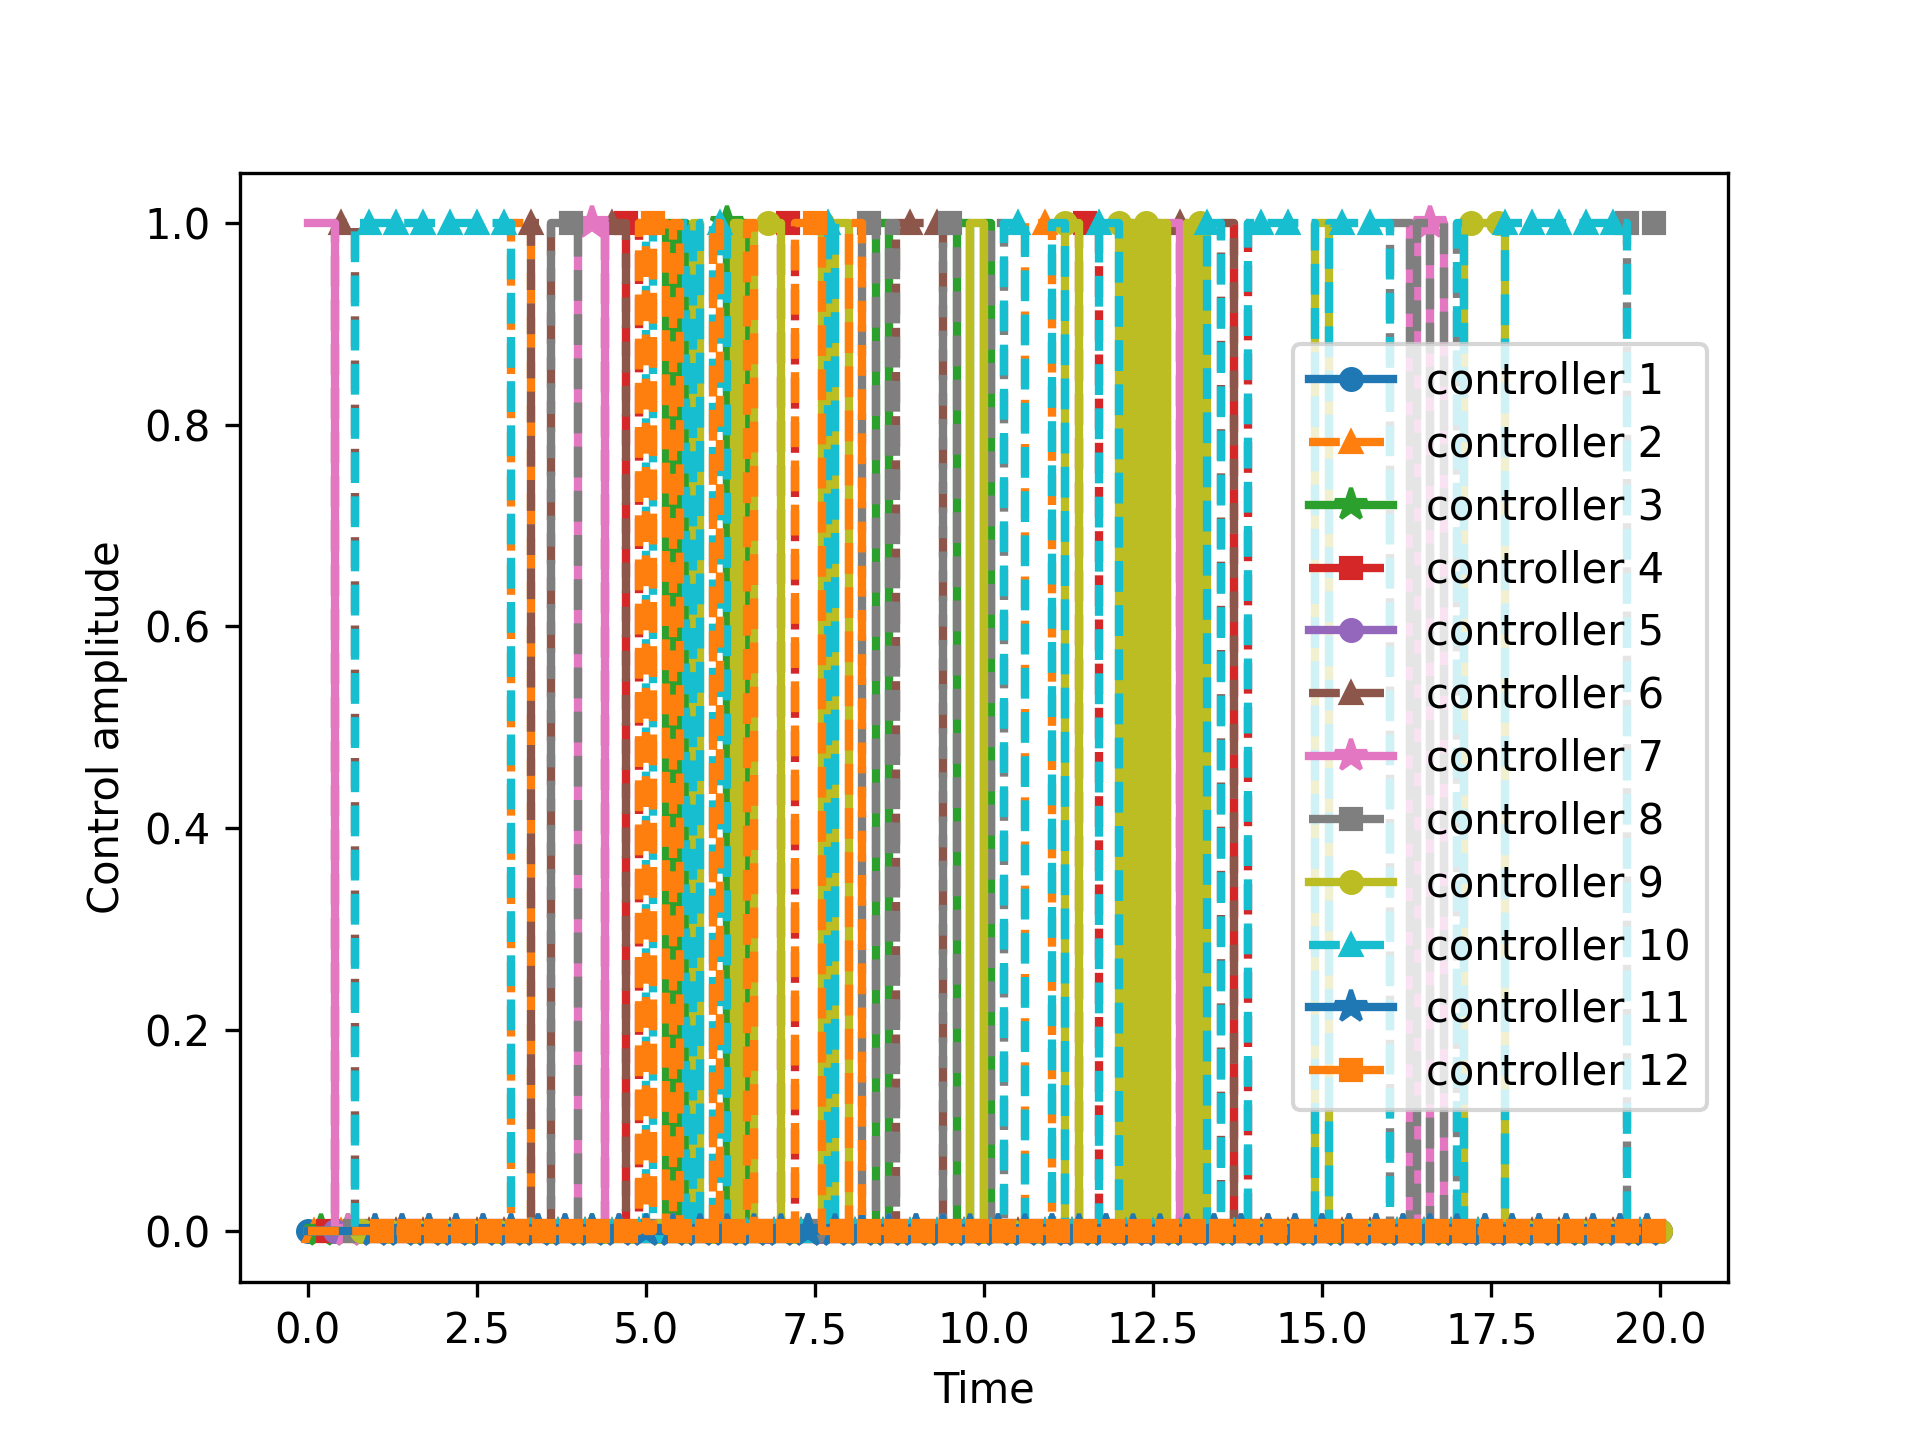 Control amplitude
1.0
0.8
0.6
0.4
0.2
0.0
controller 1
controller 2
controller 3
controller 4
controller 5
controller 6
controller 7
controller 8
controller 9
controller 10
controller 11
controller 12
0.0 2.5 5.0 7.5 10.0 12.5 15.0 17.5 20.0
Time